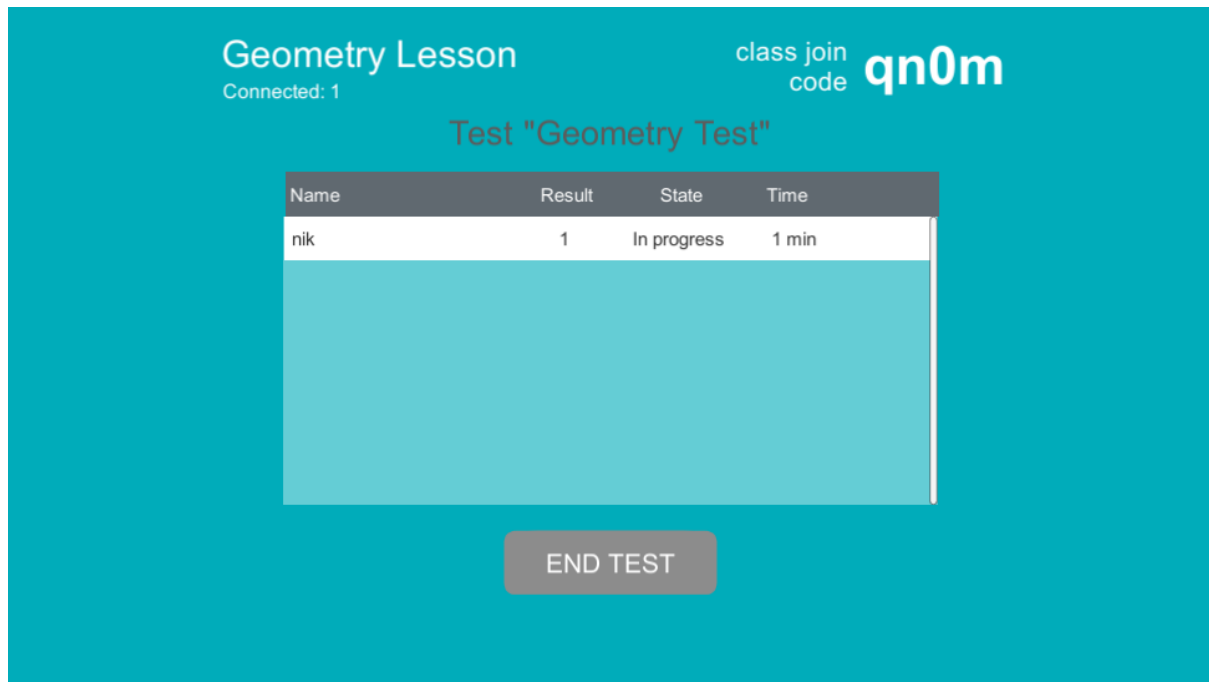 Geometry Lesson
Connected: 1
class join
code
qn0m
Test "Geometry Test"
Name Result State Time
nik 1 In progress 1 min
END TEST